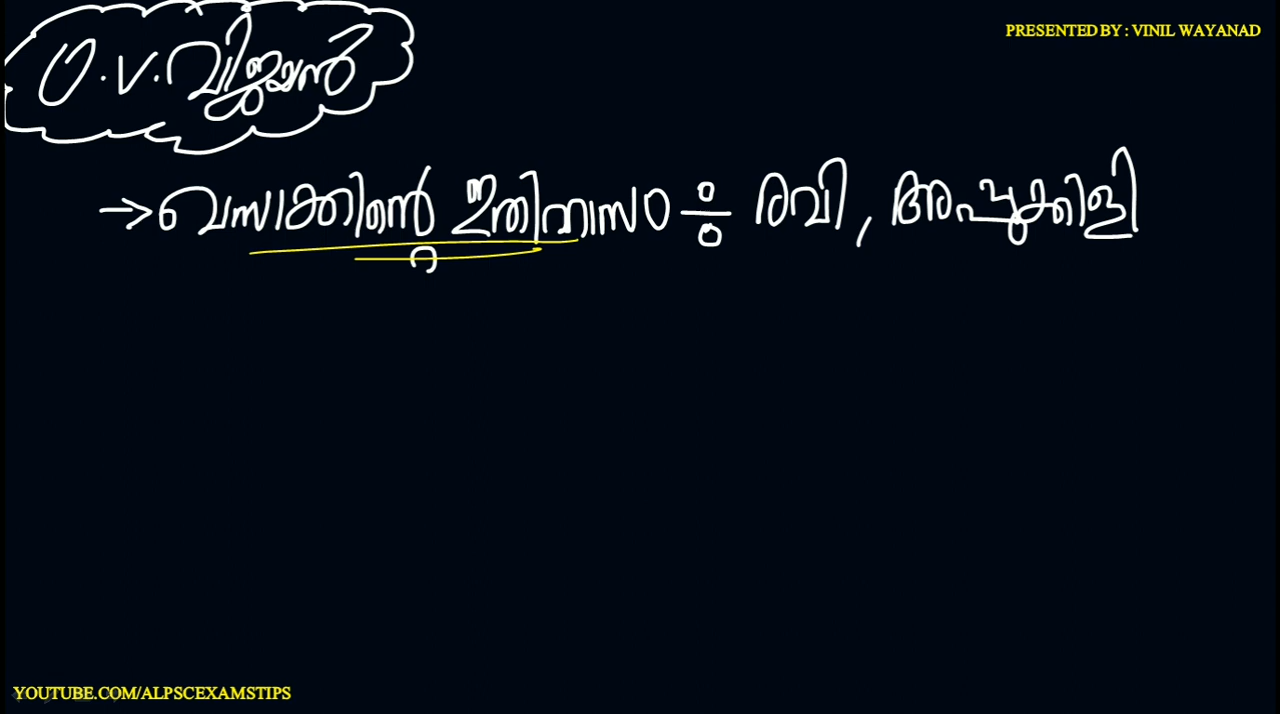 PRESENTED BY : VINIL WAYANAD
O.V.വിജയൻ
→ഖസാക്കിന്റെ ഇതിഹാസം ÷ രവി, അപ്പുക്കിളി
YOUTUBE.COM/ALPSCEXAMSTIPS